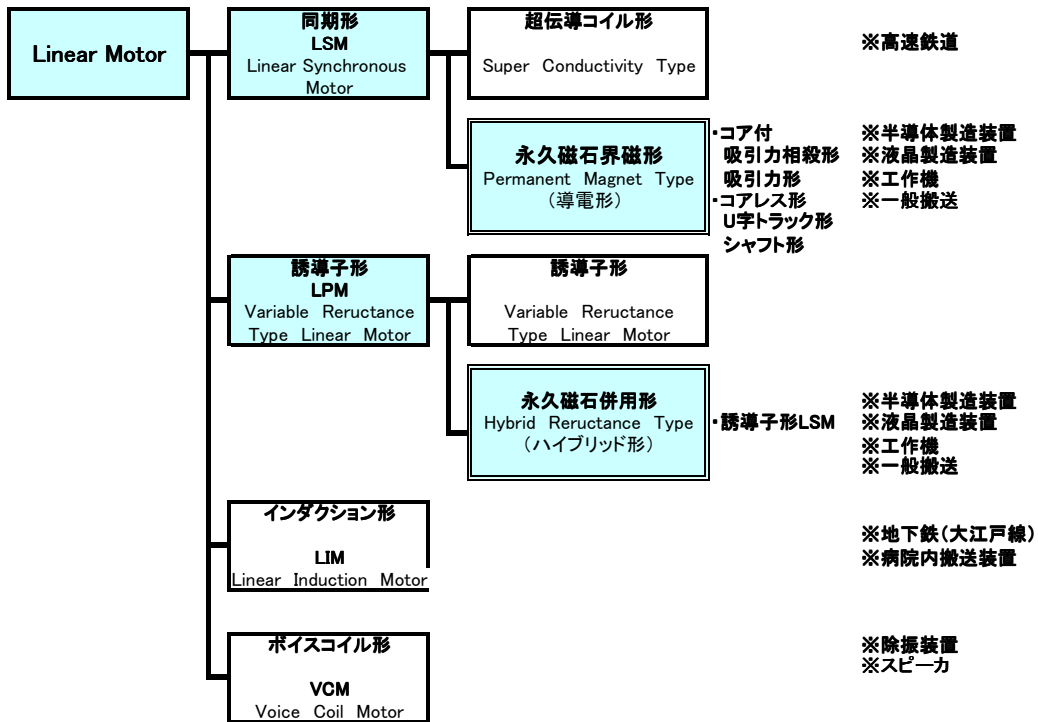 Linear Motor
同期形
LSM
Linear Synchronous
Motor
超伝導コイル形
Super Conductivity Type
※高速鉄道
永久磁石界磁形
Permanent Magnet Type
(導電形)
・コア付
吸引力相殺形
吸引力形
・コアレス形
U字トラック形
シャフト形
※半導体製造装置
※液晶製造装置
※工作機
※一般搬送
誘導子形
LPM
Variable Reructance
Type Linear Motor
誘導子形
Variable Reructance
Type Linear Motor
永久磁石併用形
Hybrid Reructance Type
(ハイブリッド形)
・誘導子形LSM
※半導体製造装置
※液晶製造装置
※工作機
※一般搬送
インダクション形
LIM
Linear Induction Motor
※地下鉄(大江戸線)
※病院内搬送装置
ボイスコイル形
VCM
Voice Coil Motor
※除振装置
※スピーカ